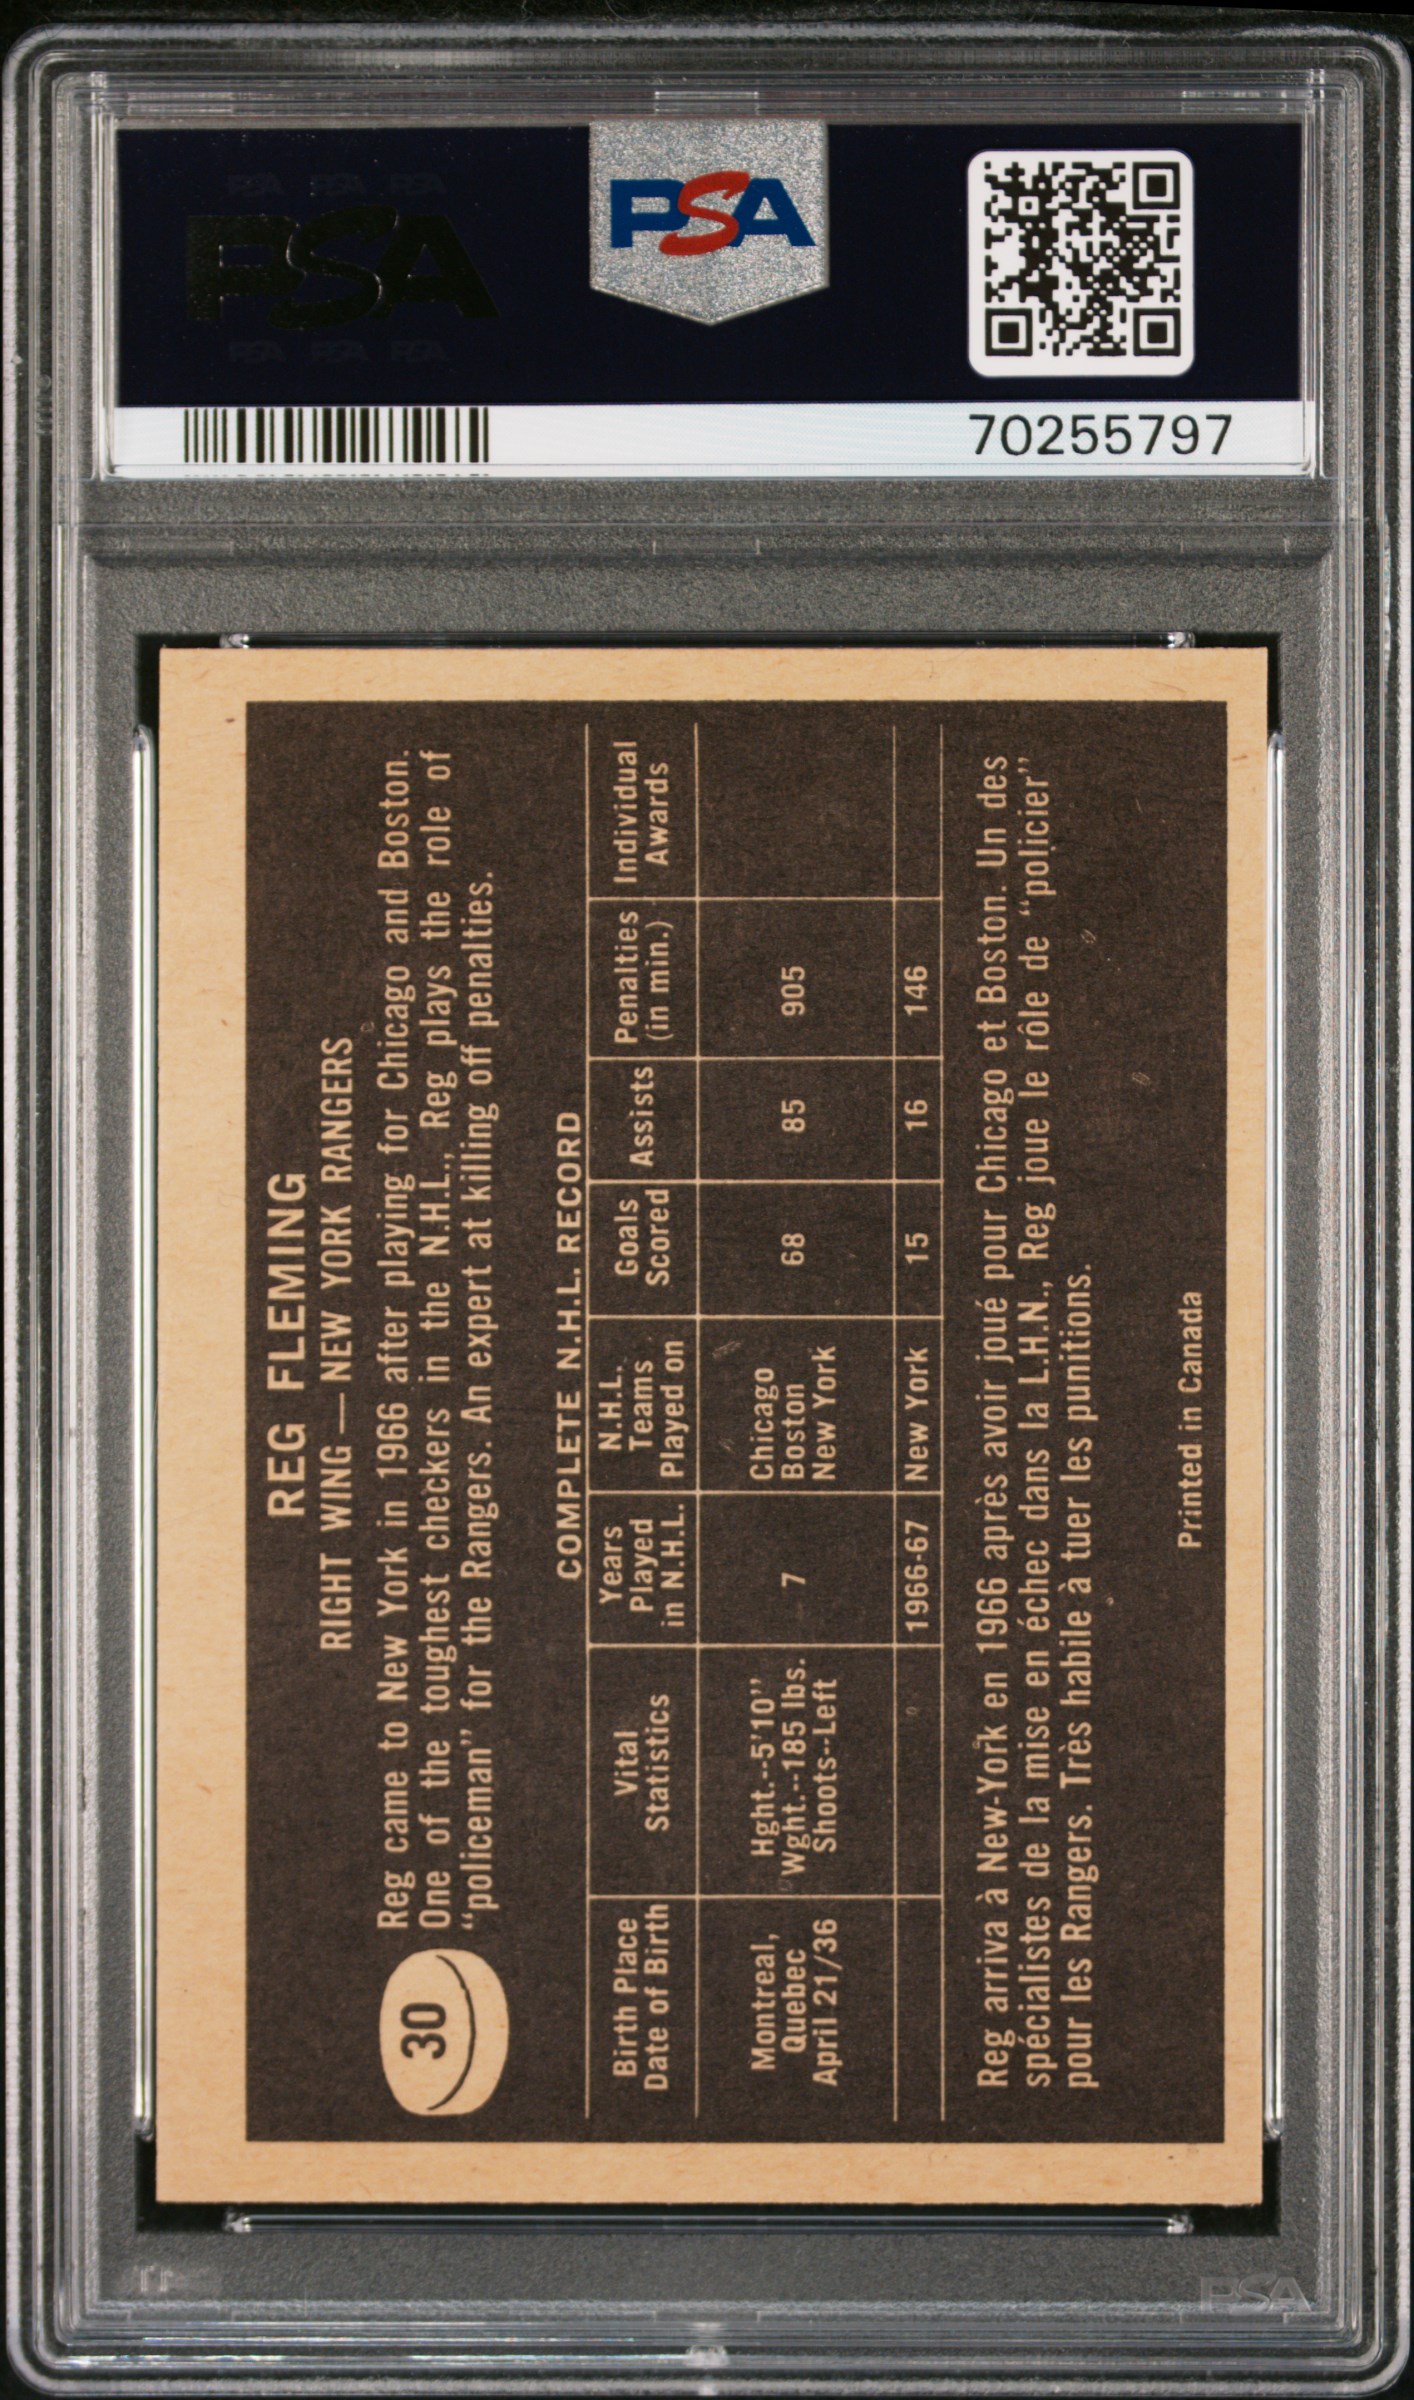 PSA
PSA PSA PSA
PSA
PSA PSA PSA
70255797
REG FLEMING
RIGHT WING — NEW YORK RANGERS
30
Reg came to New York in 1966 after playing for Chicago and Boston.
One of the toughest checkers in the N.H.L., Reg plays the role of
“policeman” for the Rangers. An expert at killing off penalties.
COMPLETE N.H.L. RECORD
Birth Place
Date of Birth
Vital
Statistics
Years
Played
in N.H.L.
N.H.L.
Teams
Played on
Goals
Scored
Assists
Penalties
(in min.)
Individual
Awards
Montreal,
Quebec
April 21/36
Hght.--5'10”
Wght.--185 lbs.
Shoots--Left
7
Chicago
Boston
New York
68
85
905
1966-67
New York
15
16
146
Reg arriva à New-York en 1966 après avoir joué pour Chicago et Boston. Un des
spécialistes de la mise en échec dans la L.H.N., Reg joue le rôle de “policier”
pour les Rangers. Très habile à tuer les punitions.
Printed in Canada
PSA